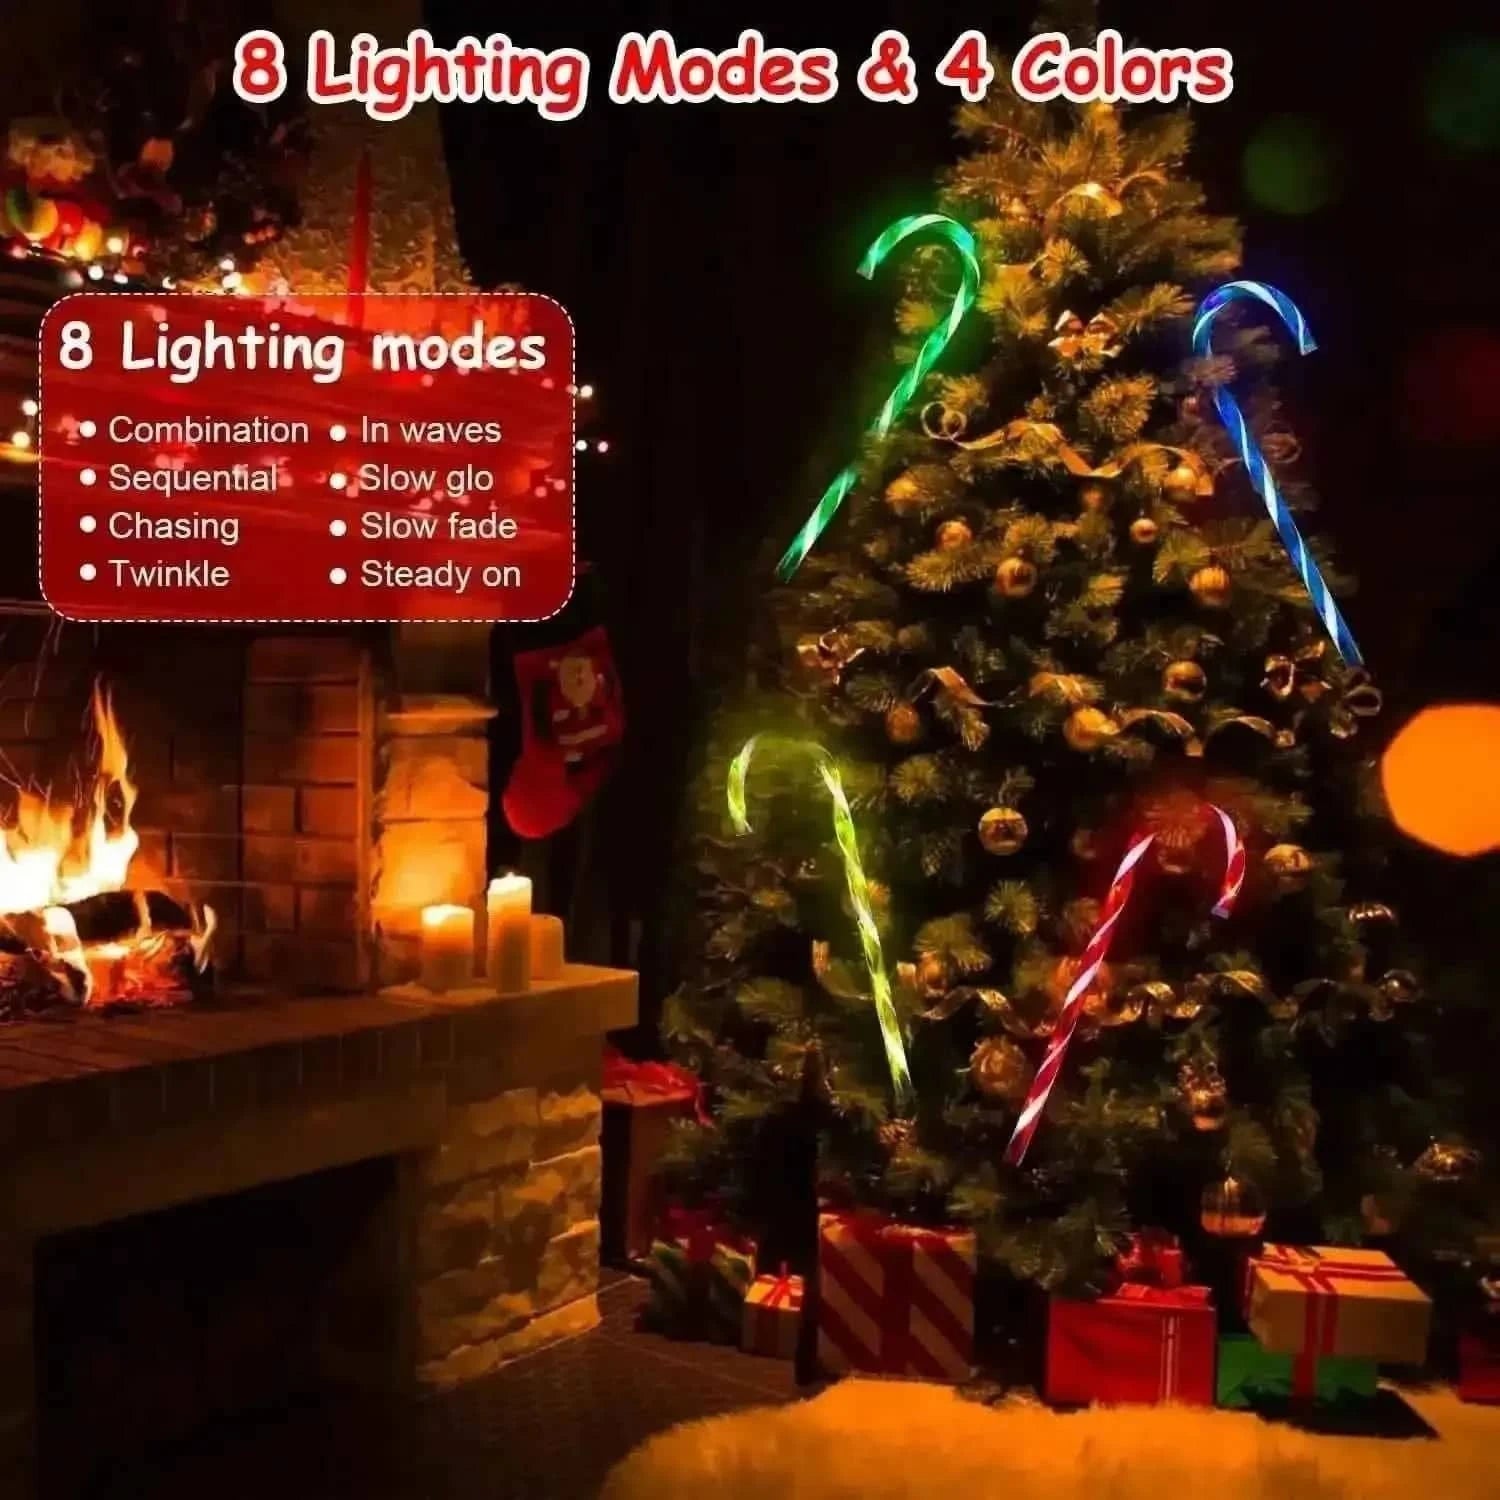 8 Lighting Modes & 4 Colors
8 Lighting modes
Combination
Sequential
Chasing
Twinkle
In waves
Slow glo
Slow fade
Steady on